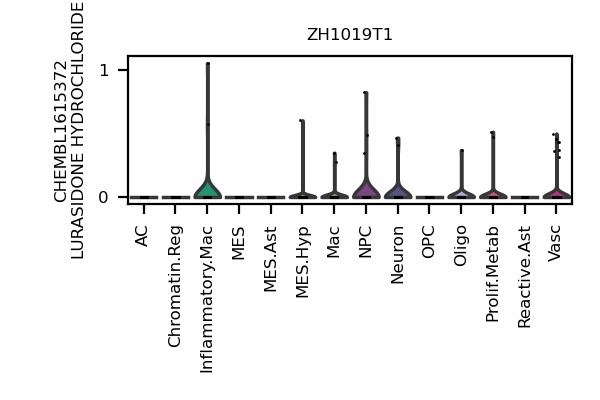 ZH1019T1
CHEMBL1615372
LURASIDONE HYDROCHLORIDE
1
0
AC
Chromatin.Reg
Inflammatory.Mac
MES
MES.Ast
MES.Hyp
Mac
NPC
Neuron
OPC
Oligo
Prolif.Metab
Reactive.Ast
Vasc